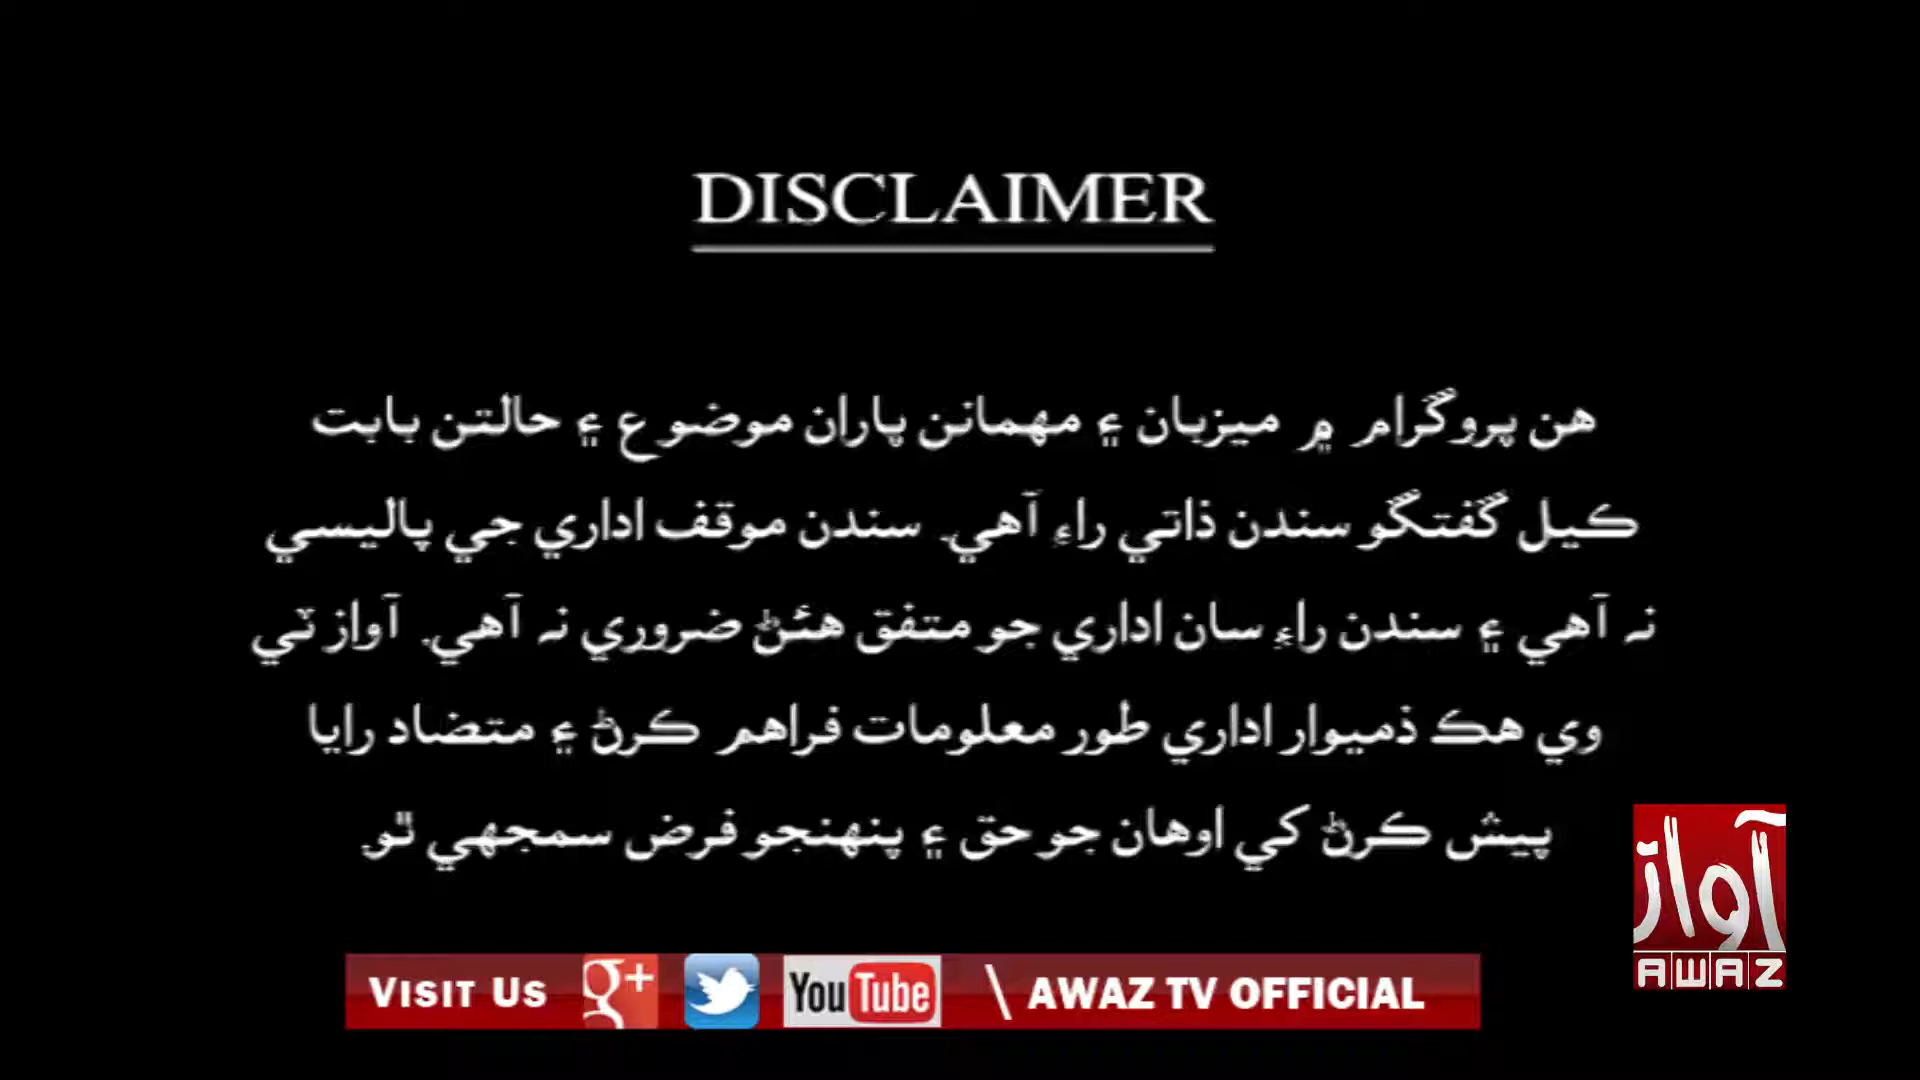 DISCLAIMER
هن پروگرام ۾ ميزبان ۽ مهمانن پاران موضوع ۽ حالتن بابت
ڪيل گفتگو سندن ذاتي راءِ آهي. سندن موقف اداري جي پاليسي
نہ آهي ۽ سندن راءِ سان اداري جو متفق هئڻ ضروري نہ آهي. آواز ٽي
وي هڪ ذميوار اداري طور معلومات فراهم ڪرڻ ۽ متضاد رايا
پيش ڪرڻ کي اوهان جو حق ۽ پنهنجو فرض سمجهي ٿو.
آواز
AWAZ
VISIT US g+ You Tube \ AWAZ TV OFFICIAL